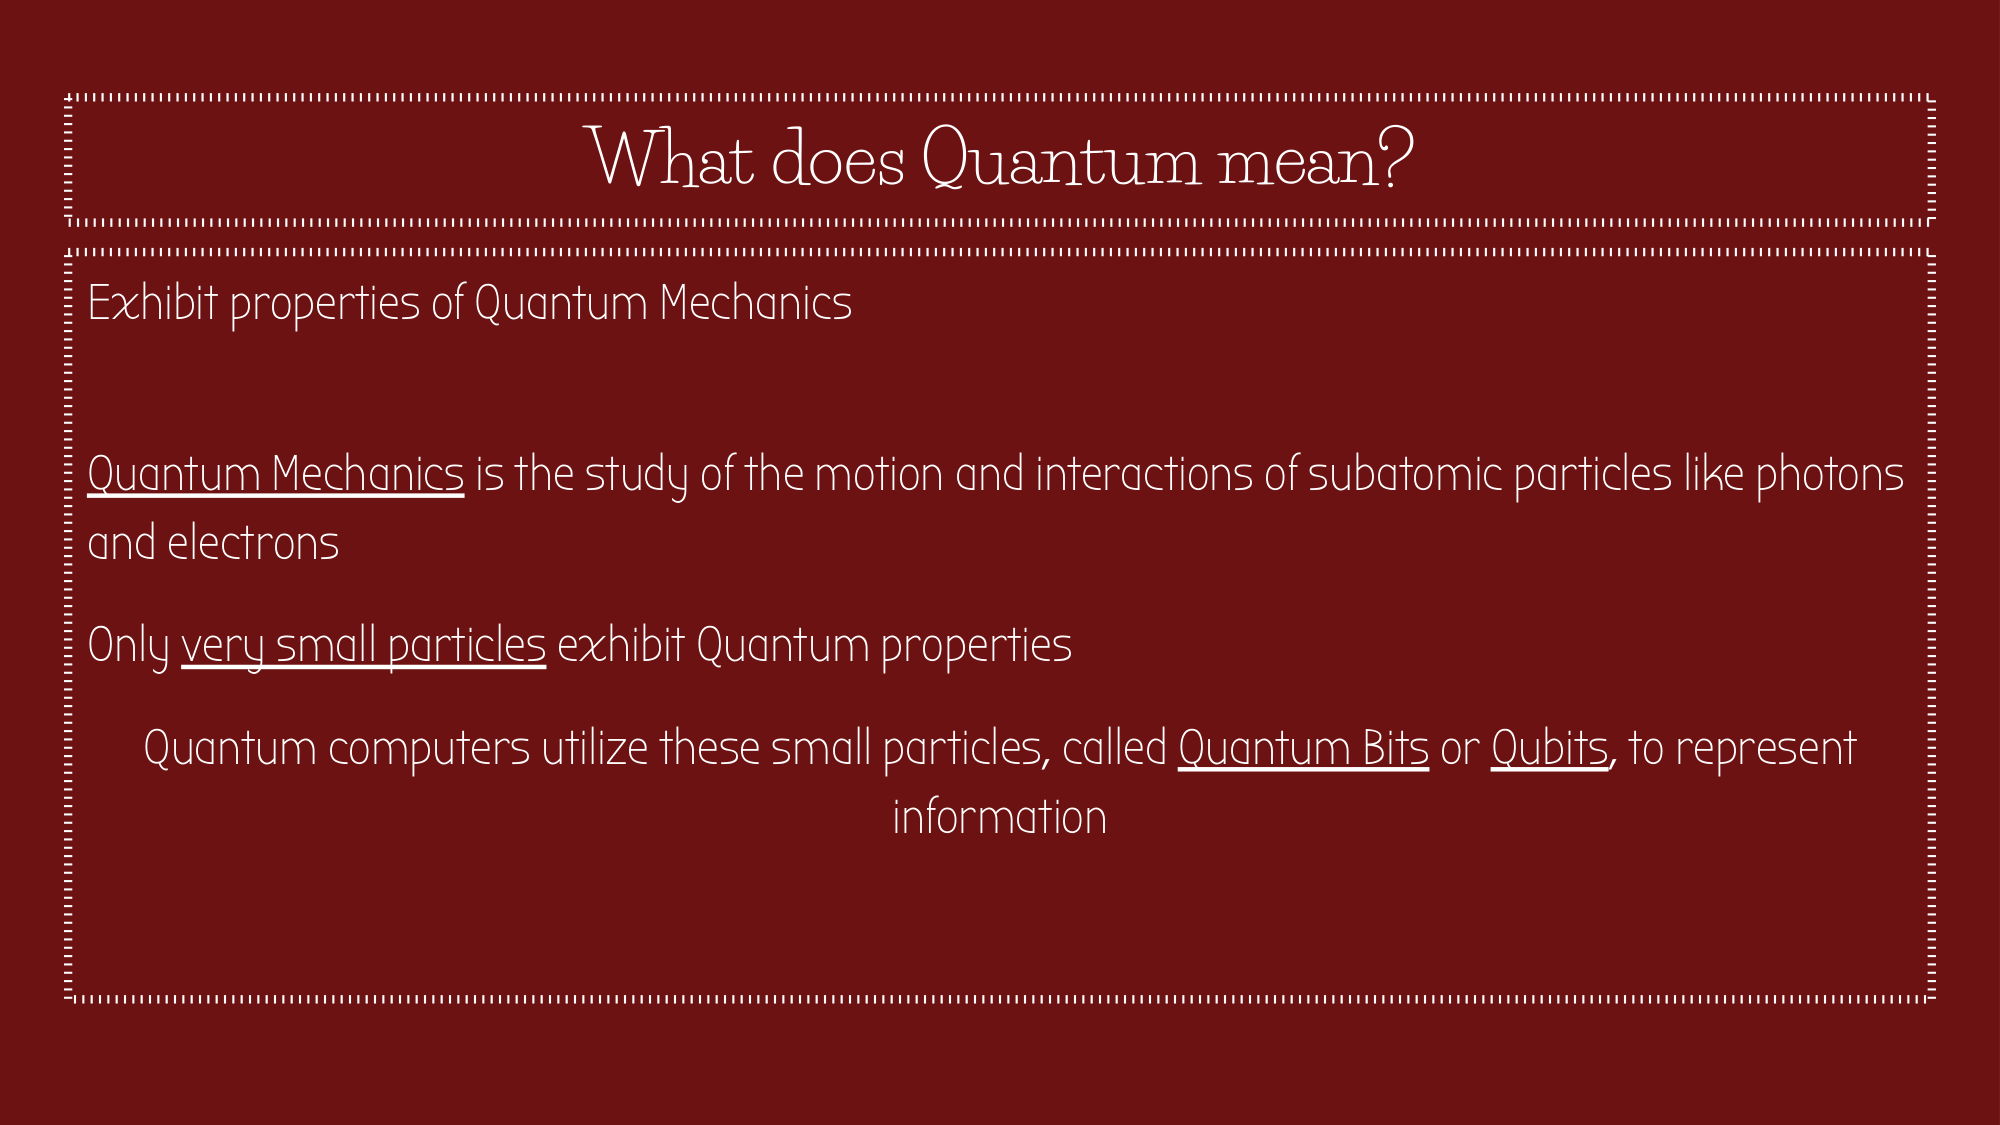 What does Quantum mean?
Exhibit properties of Quantum Mechanics
Quantum Mechanics is the study of the motion and interactions of subatomic particles like photons
and electrons
Only very small particles exhibit Quantum properties
Quantum computers utilize these small particles, called Quantum Bits or Qubits, to represent
information